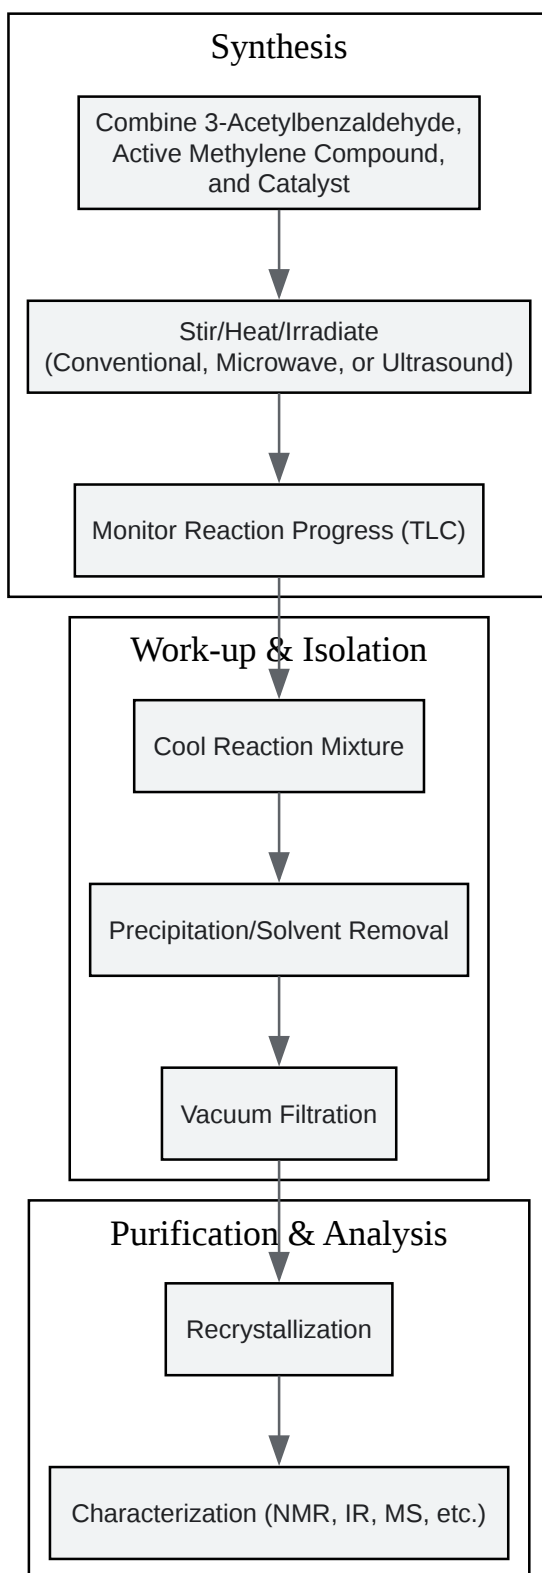 Synthesis
Combine 3-Acetylbenzaldehyde,
Active Methylene Compound,
and Catalyst
Stir/Heat/Irradiate
(Conventional, Microwave, or Ultrasound)
Monitor Reaction Progress (TLC)
Work-up & Isolation
Cool Reaction Mixture
Precipitation/Solvent Removal
Vacuum Filtration
Purification & Analysis
Recrystallization
Characterization (NMR, IR, MS, etc.)